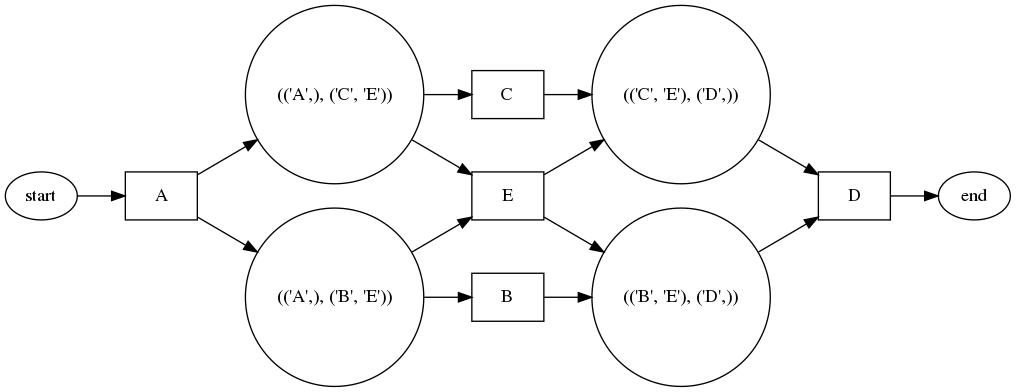 (('A',), ('C', 'E'))
C
(('C', 'E'), ('D',))
start
A
E
D
end
(('A',), ('B', 'E'))
B
(('B', 'E'), ('D',))